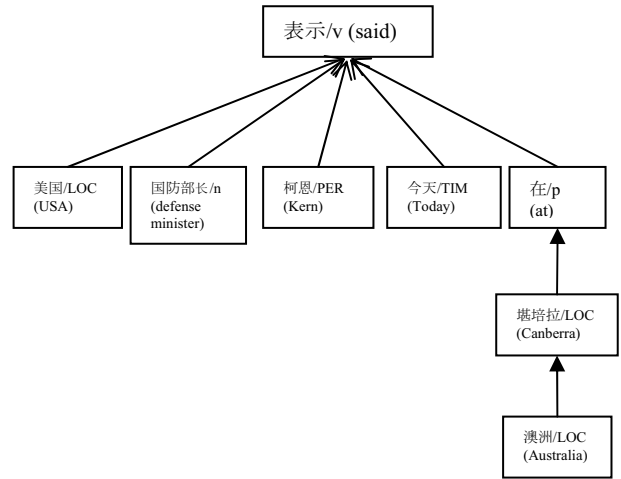 表示/v (said)
美国/LOC
(USA)
国防部长/n
(defense
minister)
柯恩/PER
(Kern)
今天/TIM
(Today)
在/p
(at)
堪培拉/LOC
(Canberra)
澳洲/LOC
(Australia)